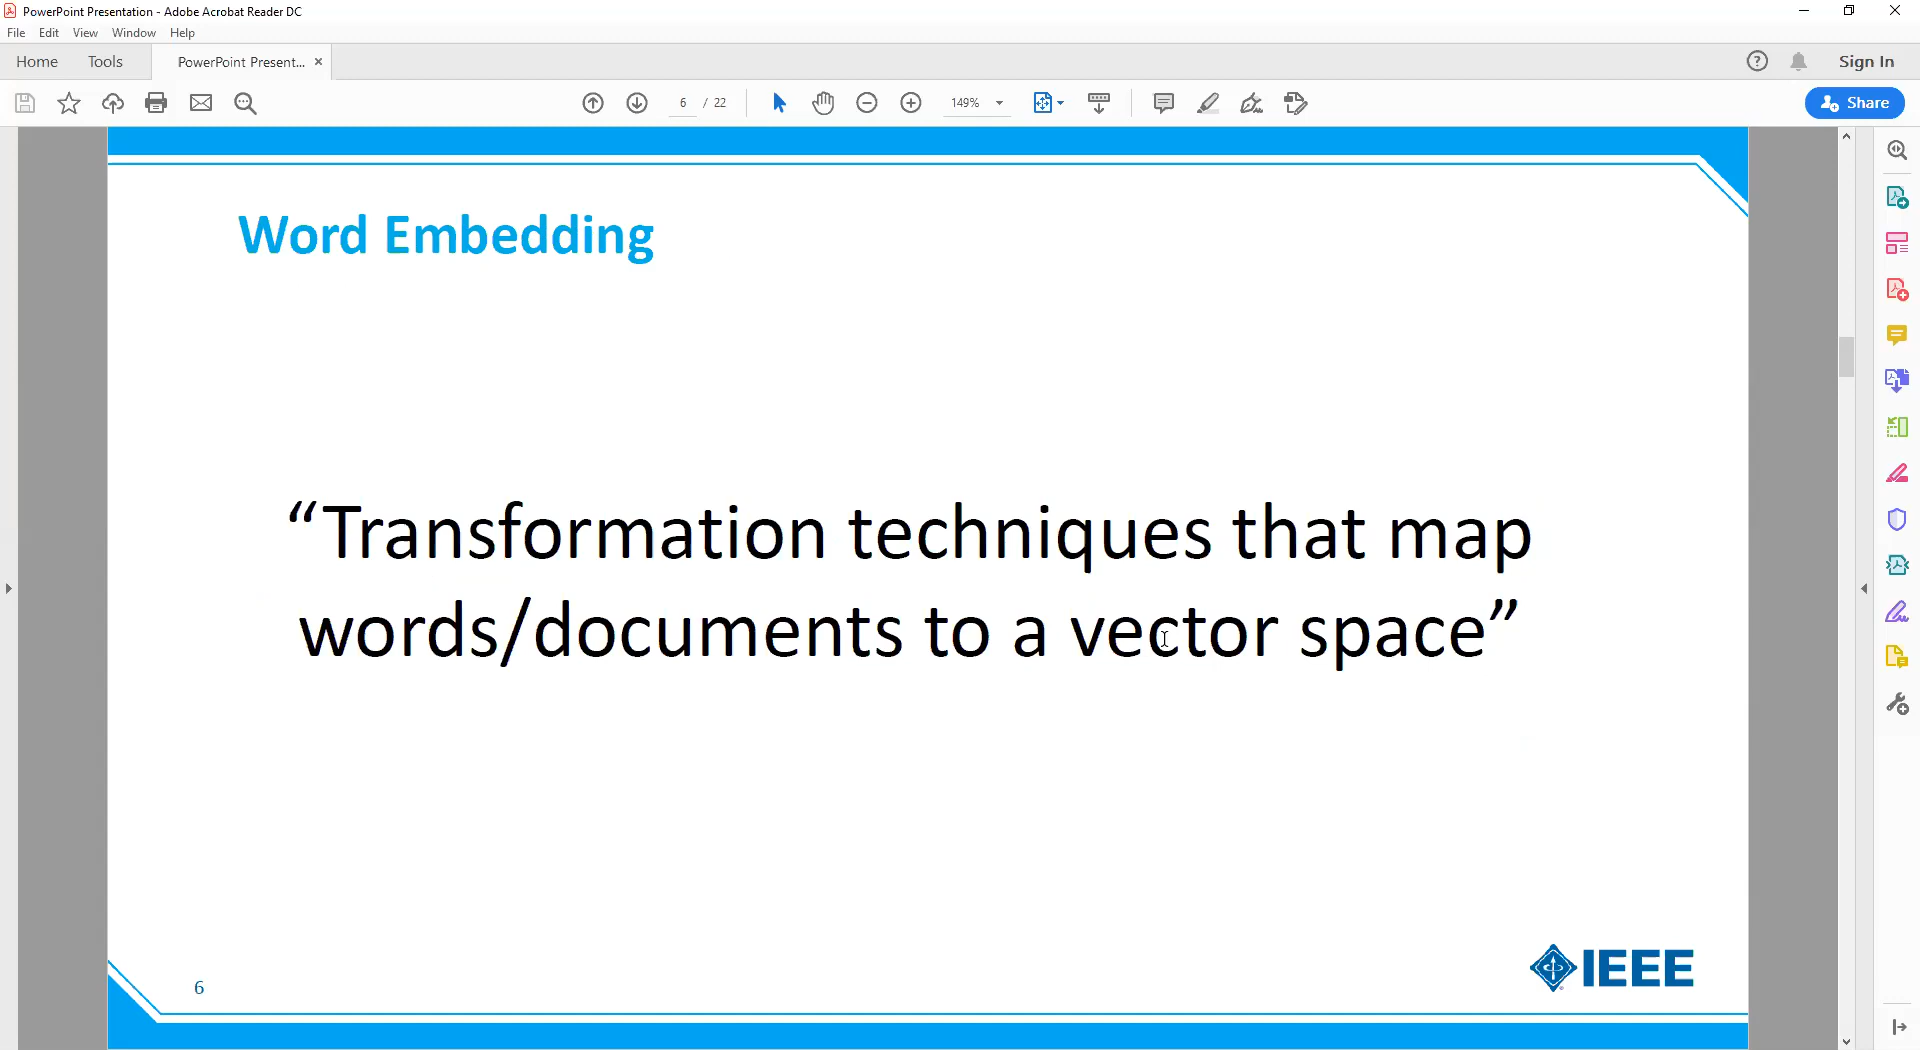 PowerPoint Presentation - Adobe Acrobat Reader DC
File Edit View Window Help
Home Tools PowerPoint Present... × Sign In
6 / 22 149% Share
Word Embedding
“Transformation techniques that map
words/documents to a vector space”
6
IEEE